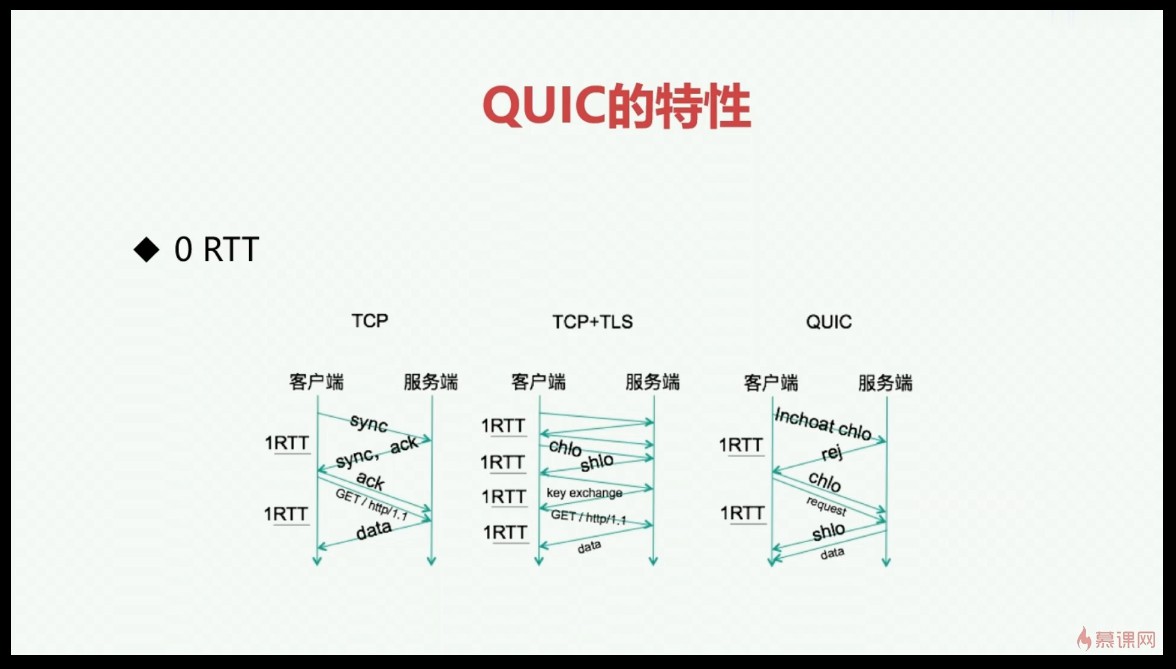 QUIC的特性
◆ 0 RTT
TCP
TCP+TLS
QUIC
客户端
服务端
客户端
服务端
客户端
服务端
sync
1RTT
sync, ack
ack
GET / http/1.1
1RTT
data
1RTT
chlo
shlo
1RTT
1RTT
key exchange
GET / http/1.1
1RTT
data
Inchoat chlo
1RTT
rej
chlo
request
1RTT
shlo
data
慕课网